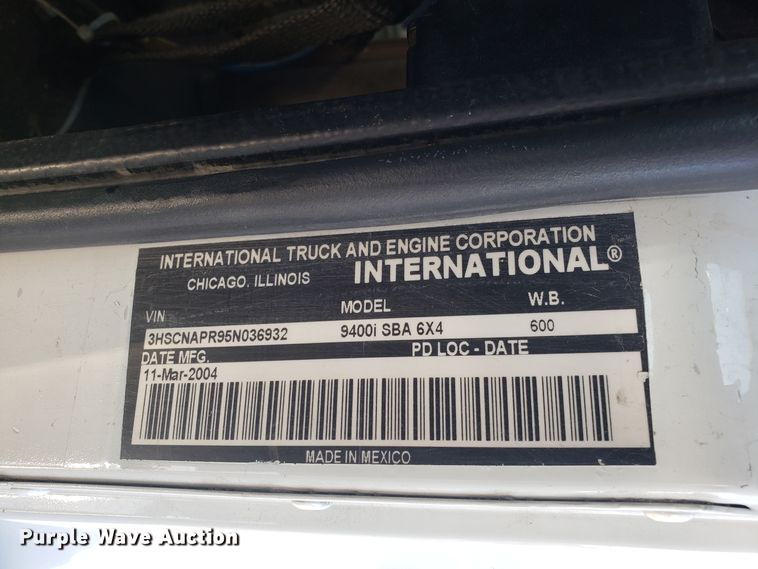 INTERNATIONAL TRUCK AND ENGINE CORPORATION
CHICAGO, ILLINOIS INTERNATIONAL®
VIN MODEL W.B.
3HSCNAPR95N036932 9400i SBA 6X4 600
DATE MFG. PD LOC - DATE
11-Mar-2004
MADE IN MEXICO
Purple Wave Auction